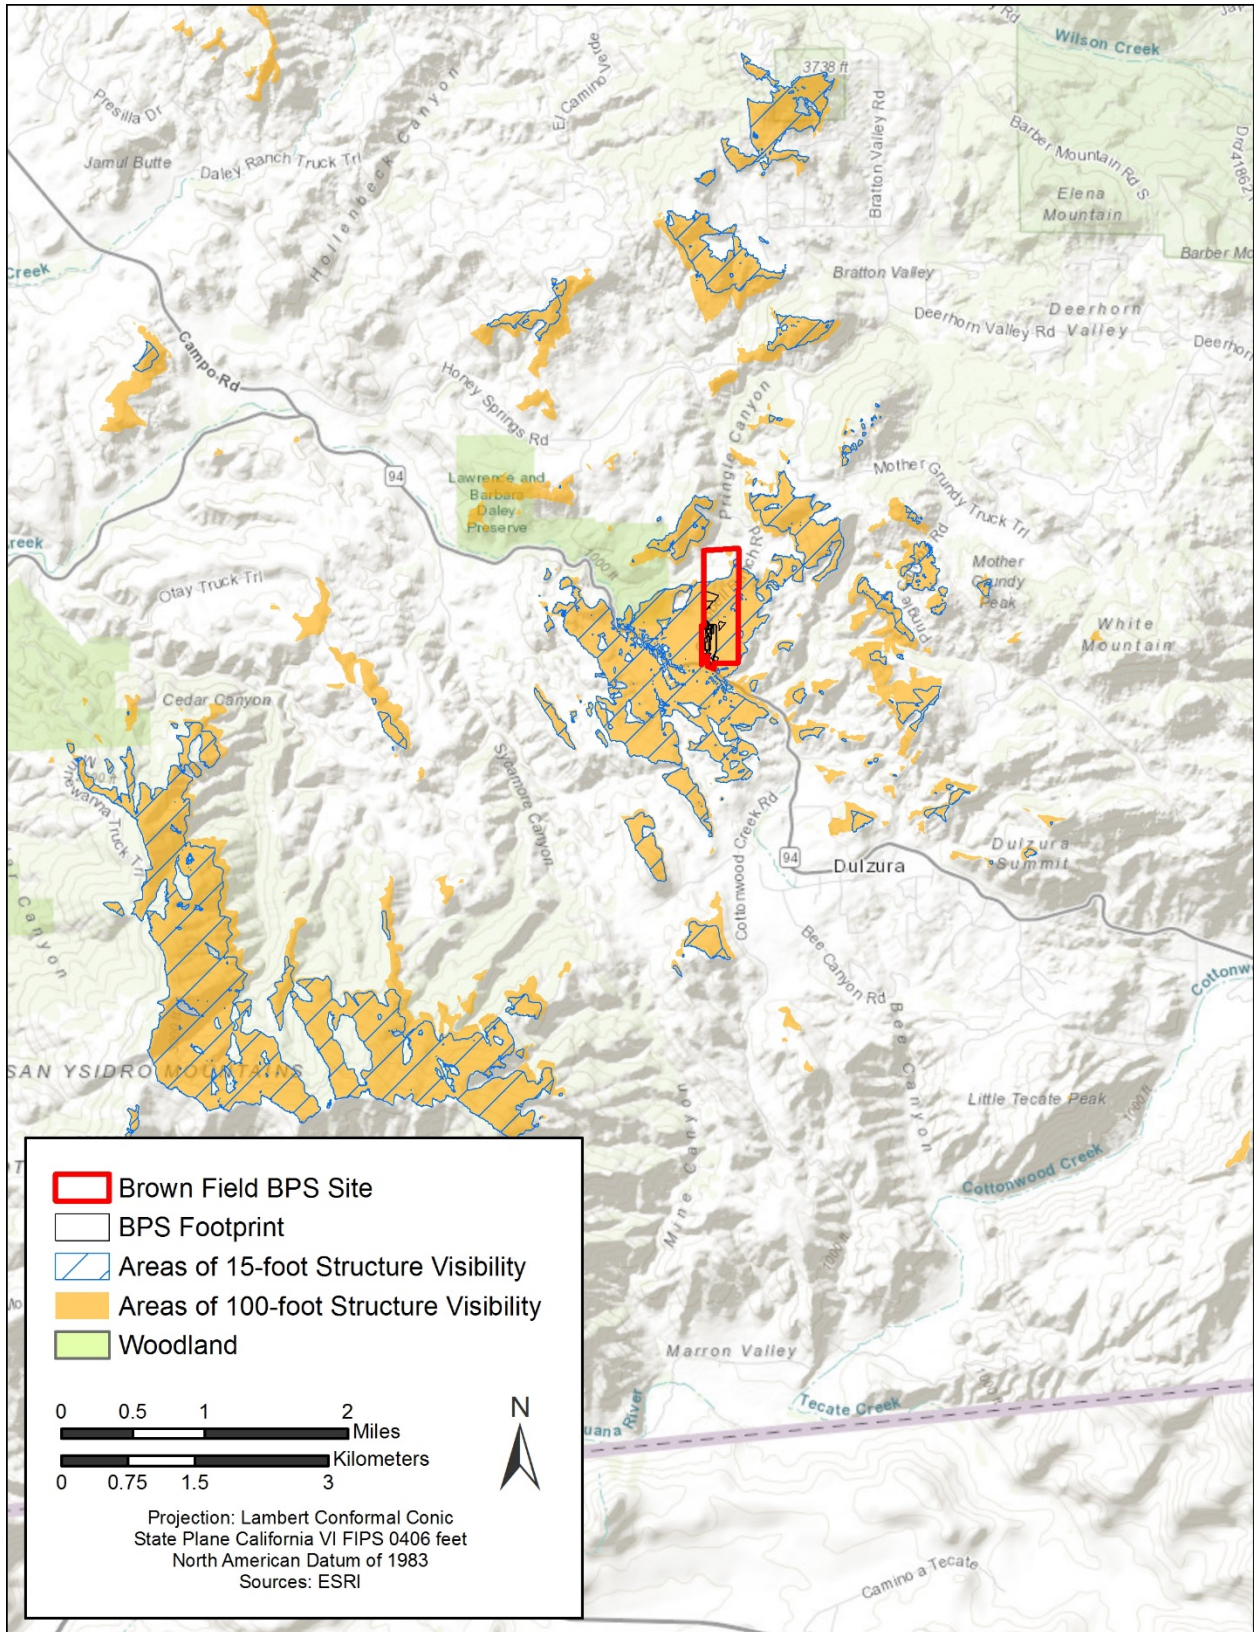 Wilson Creek
3738 ft
El Camino Verde
Presilla Dr
Bratton Valley Rd
Barber Mountain Rd S
Jamul Butte
Daley Ranch Truck Trl
Hollenbeck Canyon
Elena
Mountain
Creek
Bratton Valley
Deerhorn
Valley
Deerhorn Valley Rd
Campo Rd
Honey Springs Rd
Pringle Canyon
94
Lawrence and
Barbara
Daley
Preserve
Mother Grundy Truck Trl
1000 ft
Otay Truck Trl
Mother
Grundy
Peak
White
Mountain
Cedar Canyon
Sycamore Canyon
Cottonwood Creek Rd
94
Dulzura
Dulzura
Summit
Bee Canyon Rd
Bee Canyon
SAN YSIDRO MOUNTAINS
Little Tecate Peak
1000 ft
Cottonwood Creek
Mine Canyon
1000 ft
Marron Valley
Tecate Creek
1000 ft
Camino a Tecate
Brown Field BPS Site
BPS Footprint
Areas of 15-foot Structure Visibility
Areas of 100-foot Structure Visibility
Woodland
0 0.5 1 2
Miles
Kilometers
0 0.75 1.5 3
N
Projection: Lambert Conformal Conic
State Plane California VI FIPS 0406 feet
North American Datum of 1983
Sources: ESRI